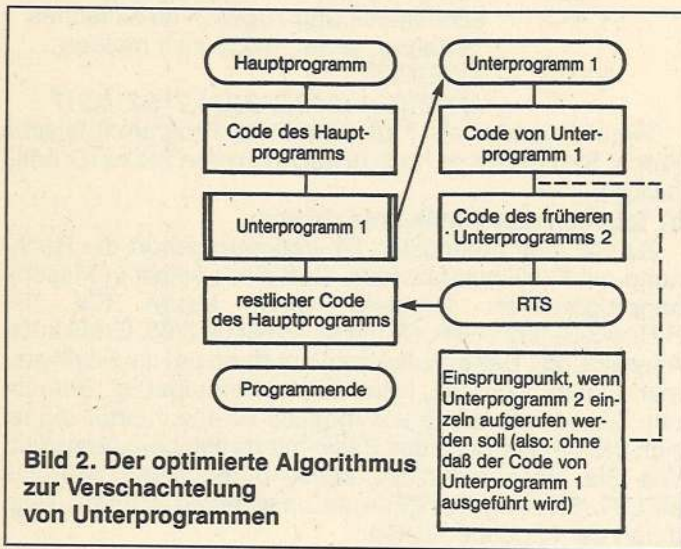 Hauptprogramm
Code des Haupt-
programms
Unterprogramm 1
restlicher Code
des Hauptprogramms
Programmende
Unterprogramm 1
Code von Unter-
programm 1
Code des früheren
Unterprogramms 2
RTS
Einsprungpunkt, wenn
Unterprogramm 2 ein-
zeln aufgerufen wer-
den soll (also: ohne
daß der Code von
Unterprogramm 1
ausgeführt wird)
Bild 2. Der optimierte Algorithmus
zur Verschachtelung
von Unterprogrammen